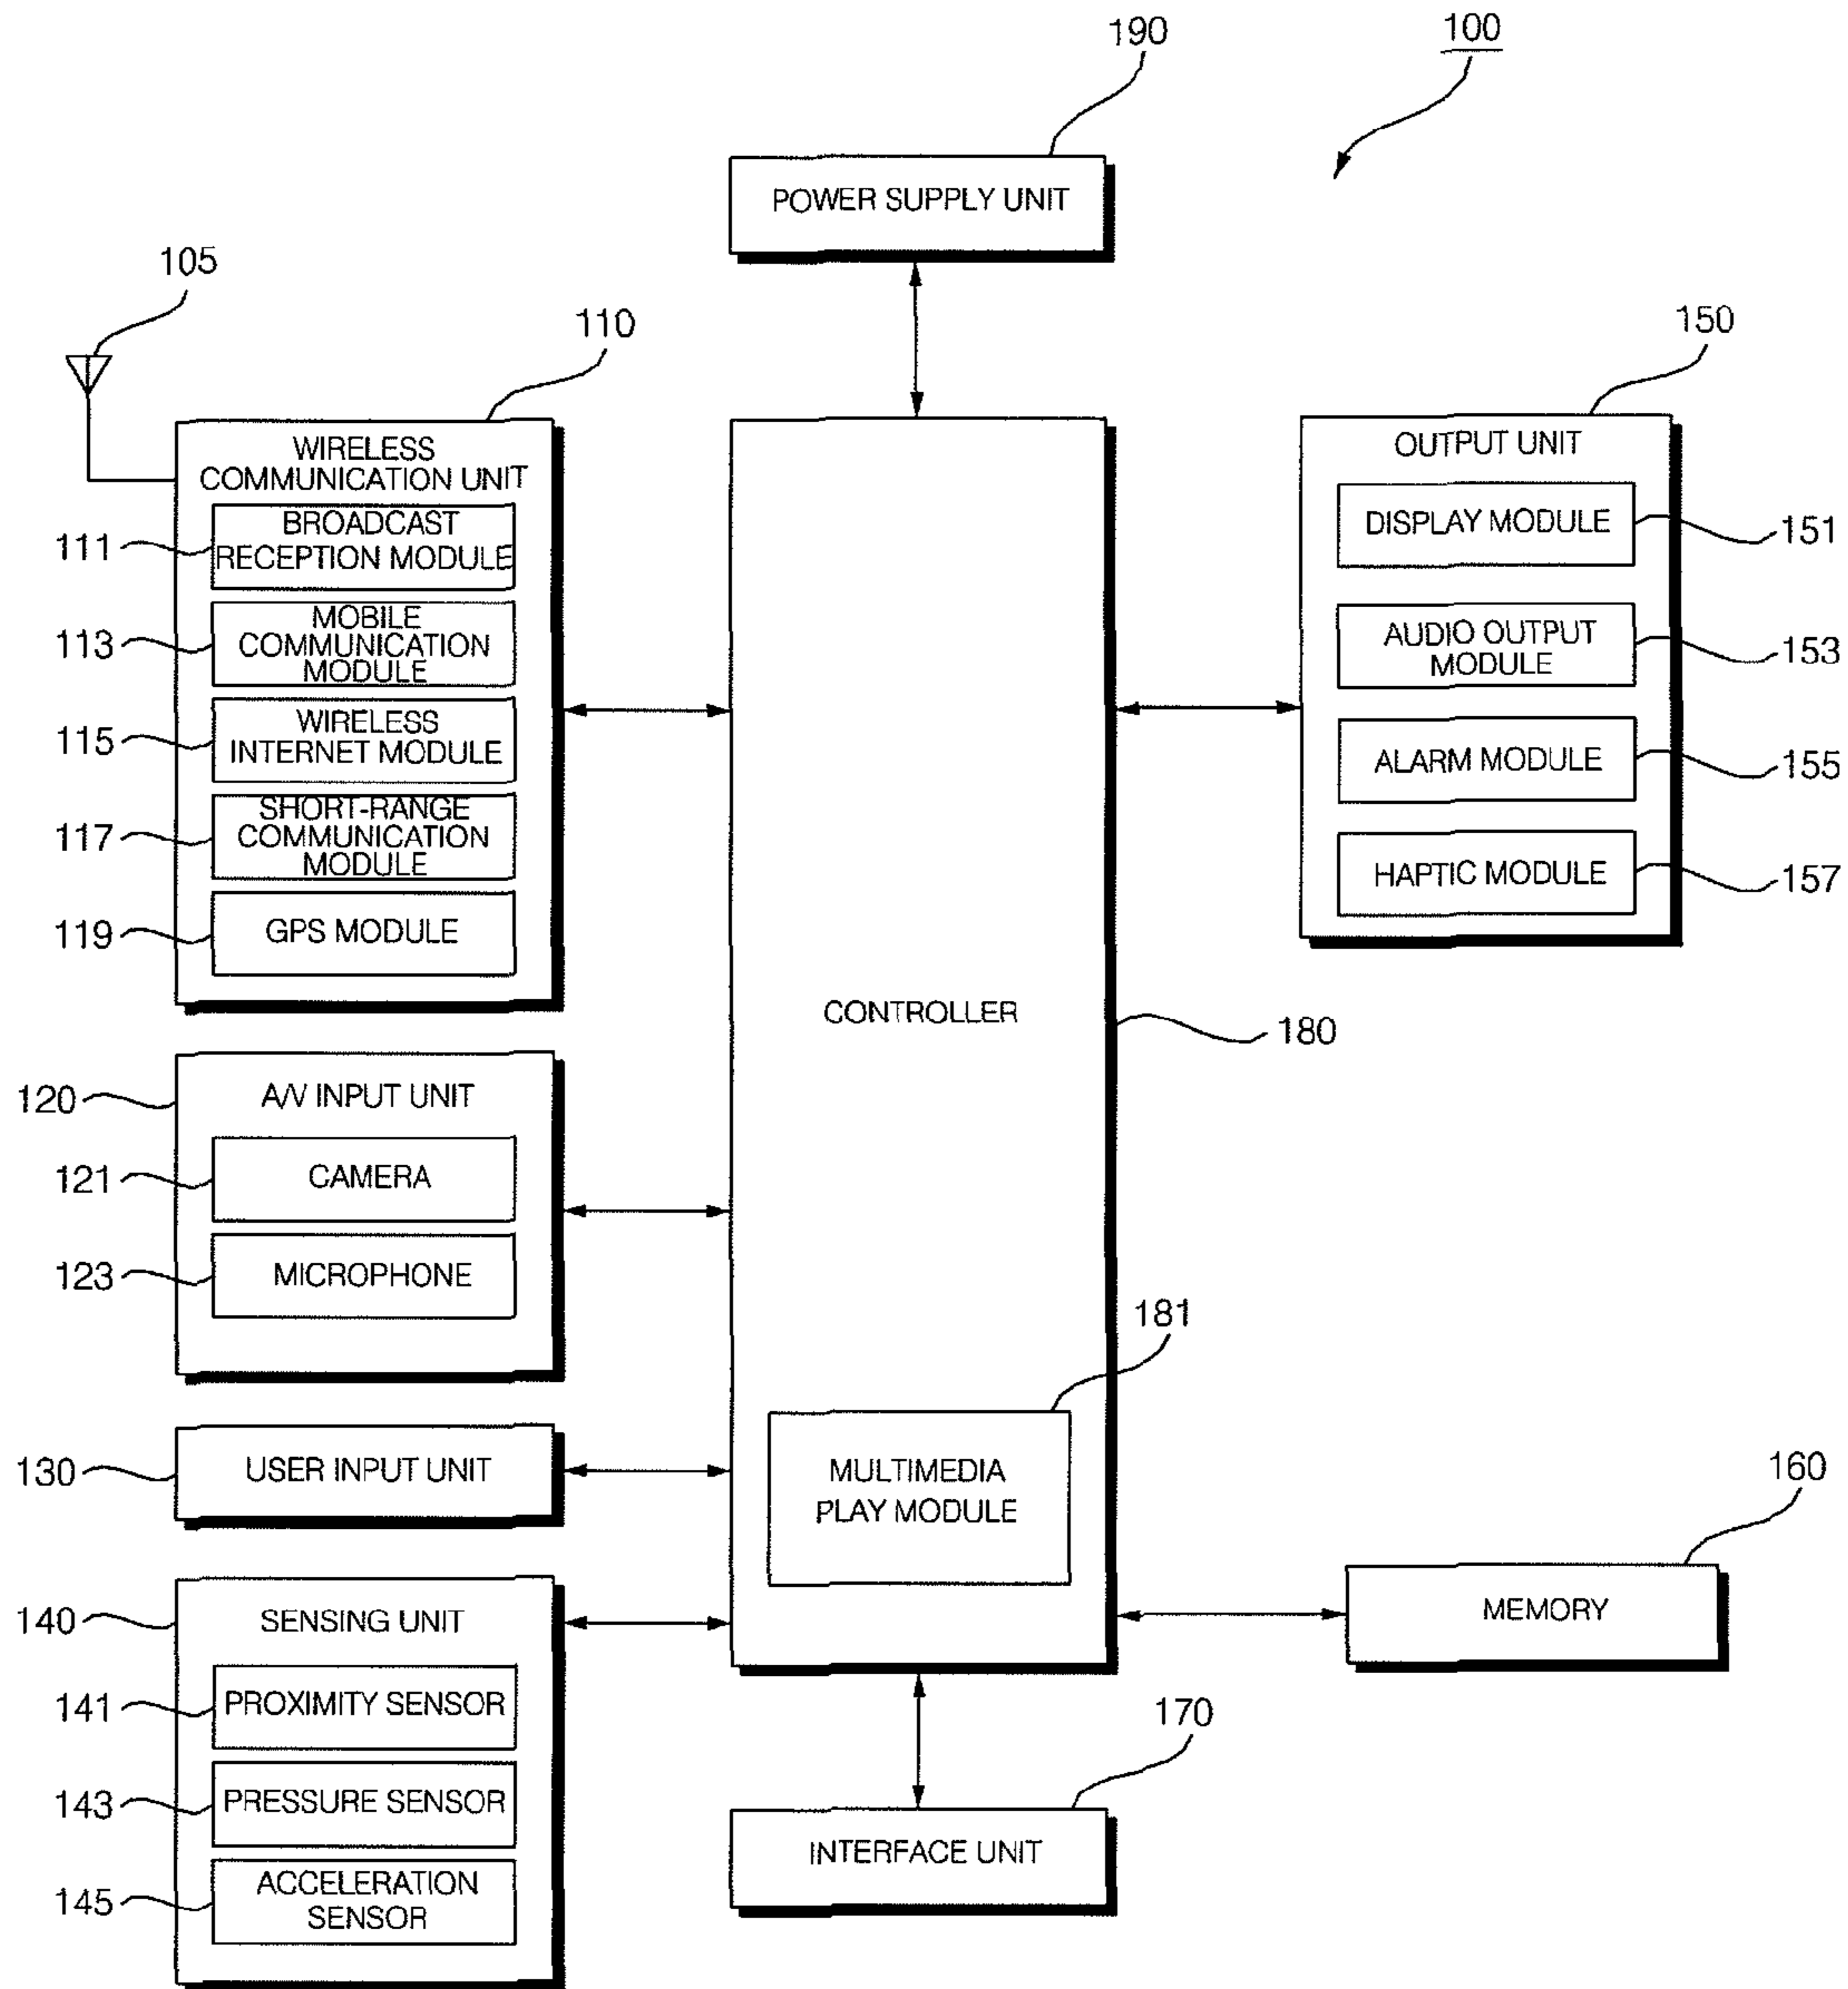 100
190
POWER SUPPLY UNIT
105
110
WIRELESS
COMMUNICATION UNIT
111
BROADCAST
RECEPTION MODULE
113
MOBILE
COMMUNICATION
MODULE
115
WIRELESS
INTERNET MODULE
117
SHORT-RANGE
COMMUNICATION
MODULE
119
GPS MODULE
120
A/V INPUT UNIT
121
CAMERA
123
MICROPHONE
130
USER INPUT UNIT
140
SENSING UNIT
141
PROXIMITY SENSOR
143
PRESSURE SENSOR
145
ACCELERATION
SENSOR
CONTROLLER
180
181
MULTIMEDIA
PLAY MODULE
170
INTERFACE UNIT
150
OUTPUT UNIT
DISPLAY MODULE
151
AUDIO OUTPUT
MODULE
153
ALARM MODULE
155
HAPTIC MODULE
157
160
MEMORY